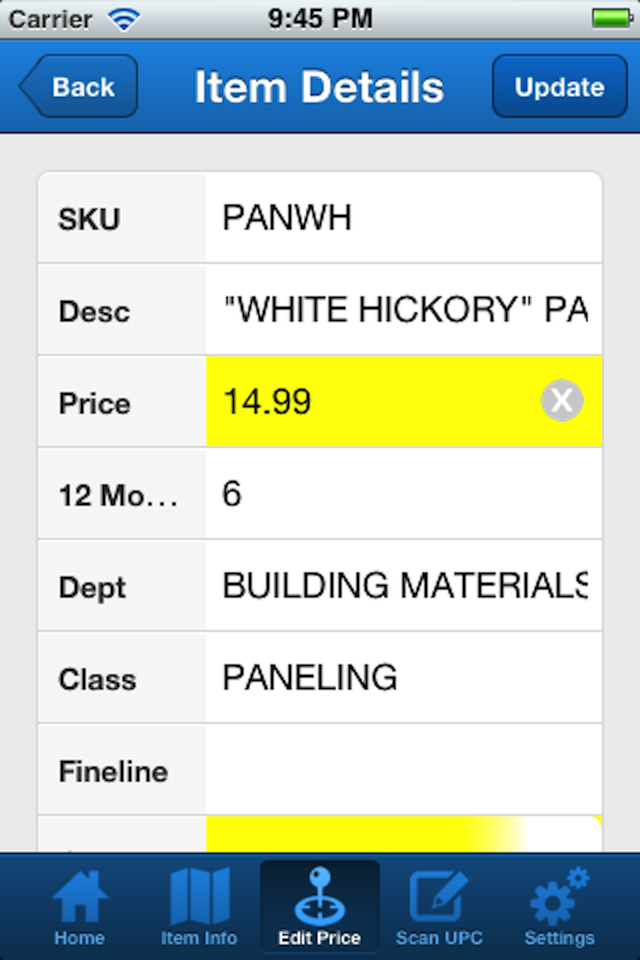 Carrier 9:45 PM
Back Item Details Update
SKU PANWH
Desc "WHITE HICKORY" PA
Price 14.99 X
12 Mo... 6
Dept BUILDING MATERIALS
Class PANELING
Fineline
Home Item Info Edit Price Scan UPC Settings